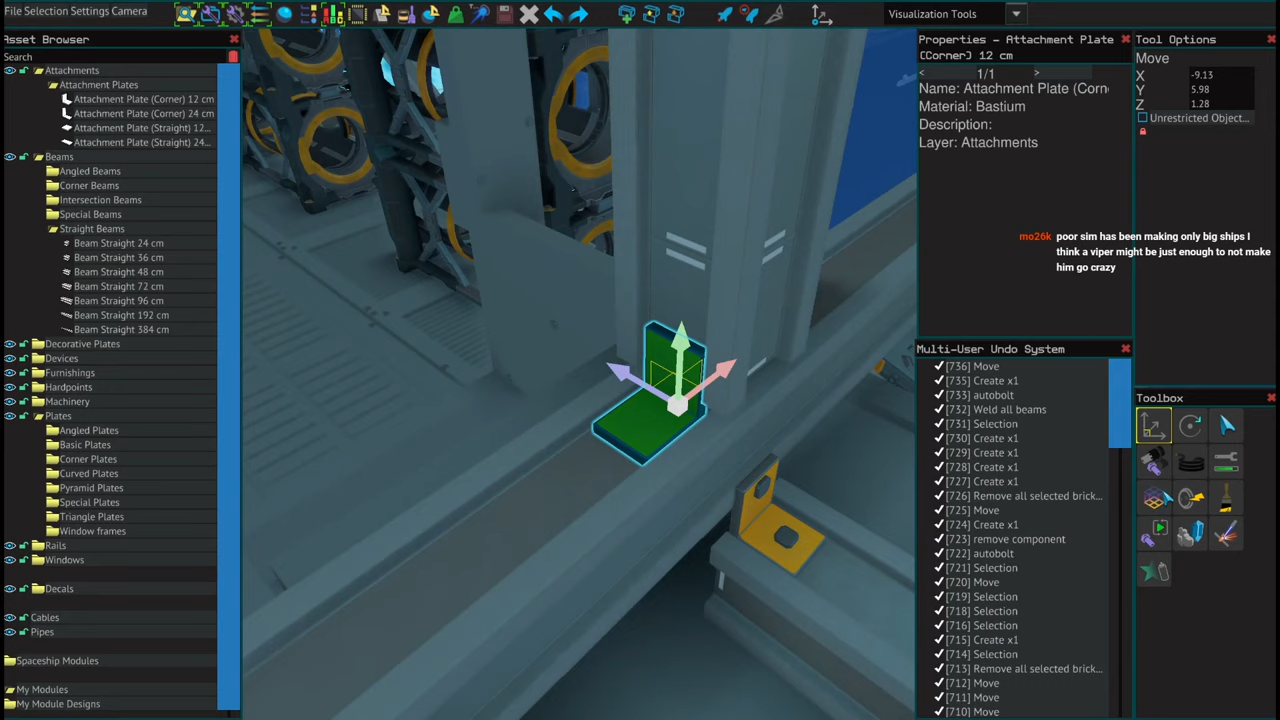 File Selection Settings Camera
Visualization Tools
Asset Browser
Search
Attachments
Attachment Plates
Attachment Plate (Corner) 12 cm
Attachment Plate (Corner) 24 cm
Attachment Plate (Straight) 12...
Attachment Plate (Straight) 24...
Beams
Angled Beams
Corner Beams
Intersection Beams
Special Beams
Straight Beams
Beam Straight 24 cm
Beam Straight 36 cm
Beam Straight 48 cm
Beam Straight 72 cm
Beam Straight 96 cm
Beam Straight 192 cm
Beam Straight 384 cm
Decorative Plates
Devices
Furnishings
Hardpoints
Machinery
Plates
Angled Plates
Basic Plates
Corner Plates
Curved Plates
Pyramid Plates
Special Plates
Triangle Plates
Window frames
Rails
Windows
Decals
Cables
Pipes
Spaceship Modules
My Modules
My Module Designs
Properties - Attachment Plate
(Corner) 12 cm
< 1/1 >
Name: Attachment Plate (Corn
Material: Bastium
Description:
Layer: Attachments
Tool Options
Move
X -9.13
Y 5.98
Z 1.28
Unrestricted Object...
mo26k poor sim has been making only big ships I
think a viper might be just enough to not make
him go crazy
Multi-User Undo System
[736] Move
[735] Create x1
[733] autobolt
[732] Weld all beams
[731] Selection
[730] Create x1
[729] Create x1
[728] Create x1
[727] Create x1
[726] Remove all selected brick...
[725] Move
[724] Create x1
[723] remove component
[722] autobolt
[721] Selection
[720] Move
[719] Selection
[718] Selection
[716] Selection
[715] Create x1
[714] Selection
[713] Remove all selected brick...
[712] Move
[711] Move
[710] Move
Toolbox